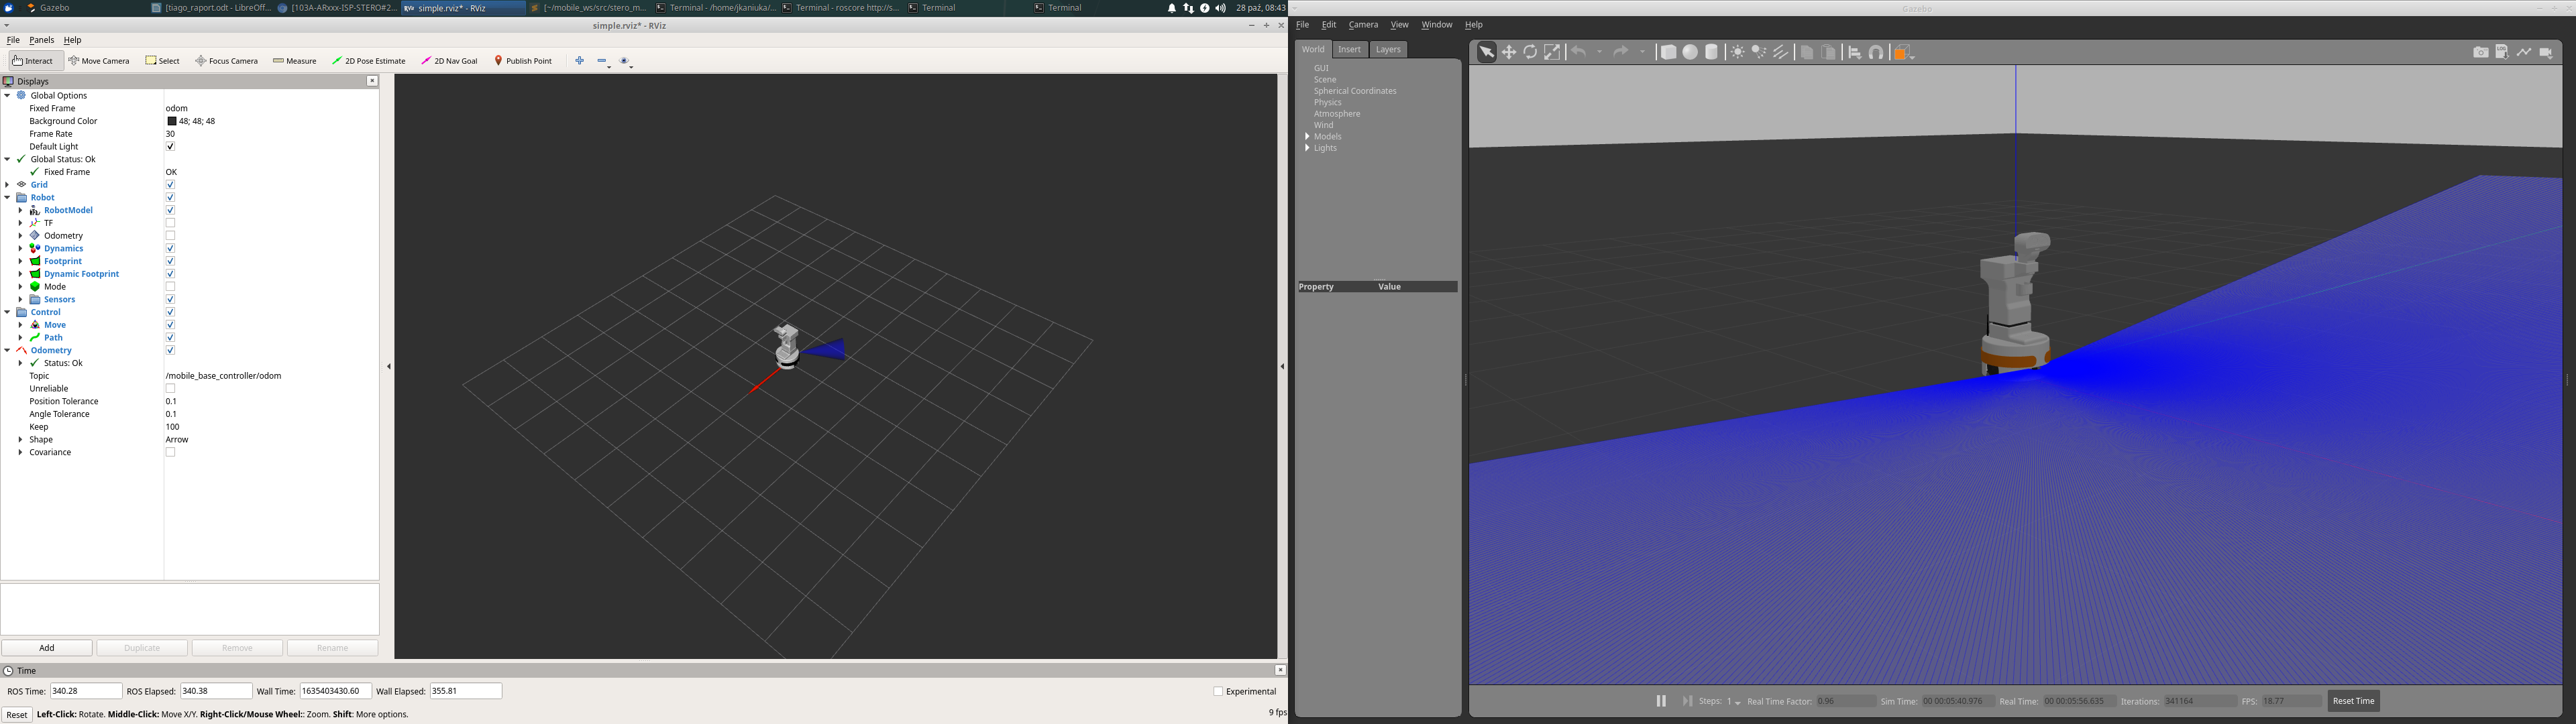 Gazebo
[tiago_raport.odt - LibreOff...
[103A-ARxxx-ISP-STERO#2...
simple.rviz* - RViz
[~/mobile_ws/src/stero_m...
Terminal - /home/jkaniuka/...
Terminal - roscore http://s...
Terminal
Terminal
28 paź, 08:43
simple.rviz* - RViz
File Panels Help
Interact Move Camera Select Focus Camera Measure 2D Pose Estimate 2D Nav Goal Publish Point
Displays
Global Options
Fixed Frame odom
Background Color 48; 48; 48
Frame Rate 30
Default Light
Global Status: Ok
Fixed Frame OK
Grid
Robot
RobotModel
TF
Odometry
Dynamics
Footprint
Dynamic Footprint
Mode
Sensors
Control
Move
Path
Odometry
Status: Ok
Topic /mobile_base_controller/odom
Unreliable
Position Tolerance 0.1
Angle Tolerance 0.1
Keep 100
Shape Arrow
Covariance
Add Duplicate Remove Rename
Time
ROS Time: 340.28 ROS Elapsed: 340.38 Wall Time: 1635403430.60 Wall Elapsed: 355.81 Experimental
Reset Left-Click: Rotate. Middle-Click: Move X/Y. Right-Click/Mouse Wheel:: Zoom. Shift: More options. 9 fps
Gazebo
File Edit Camera View Window Help
World Insert Layers
GUI
Scene
Spherical Coordinates
Physics
Atmosphere
Wind
Models
Lights
Property Value
Steps: 1 Real Time Factor: 0.96 Sim Time: 00 00:05:40.976 Real Time: 00 00:05:56.635 Iterations: 341164 FPS: 18.77 Reset Time